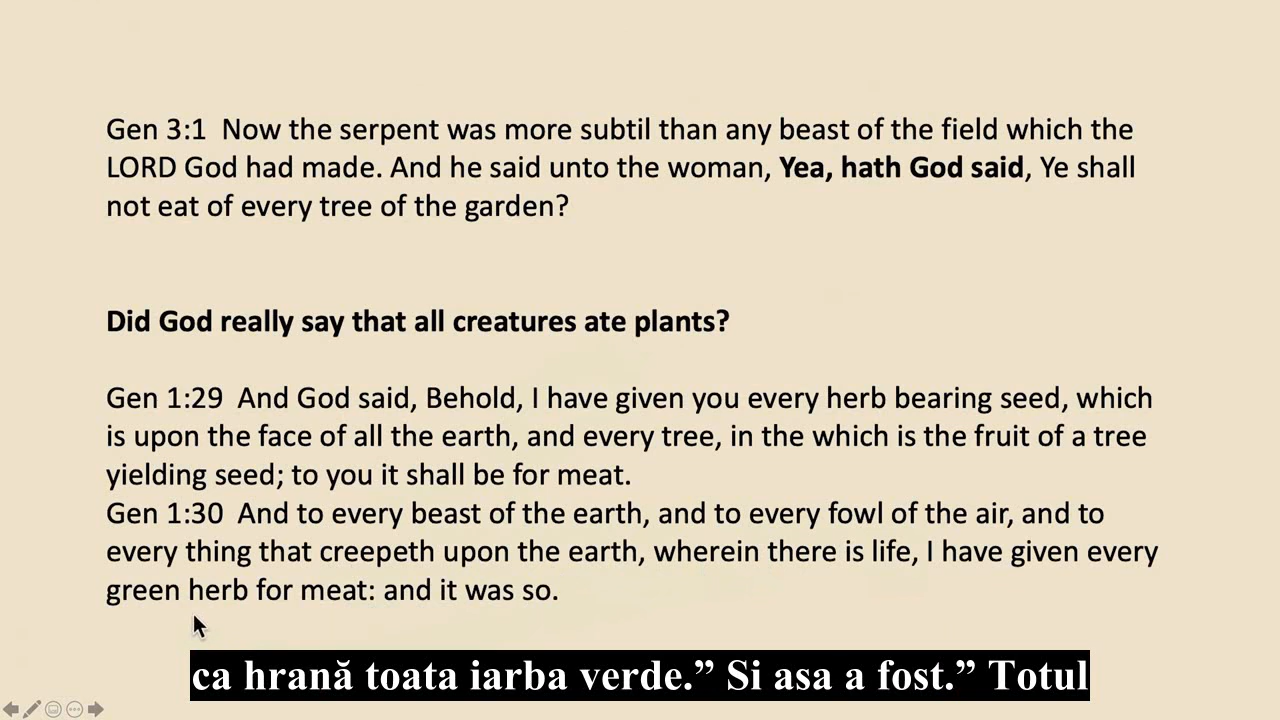 Gen 3:1  Now the serpent was more subtil than any beast of the field which the
LORD God had made. And he said unto the woman, Yea, hath God said, Ye shall
not eat of every tree of the garden?
Did God really say that all creatures ate plants?
Gen 1:29  And God said, Behold, I have given you every herb bearing seed, which
is upon the face of all the earth, and every tree, in the which is the fruit of a tree
yielding seed; to you it shall be for meat.
Gen 1:30  And to every beast of the earth, and to every fowl of the air, and to
every thing that creepeth upon the earth, wherein there is life, I have given every
green herb for meat: and it was so.
ca hrană toata iarba verde.” Si asa a fost.” Totul